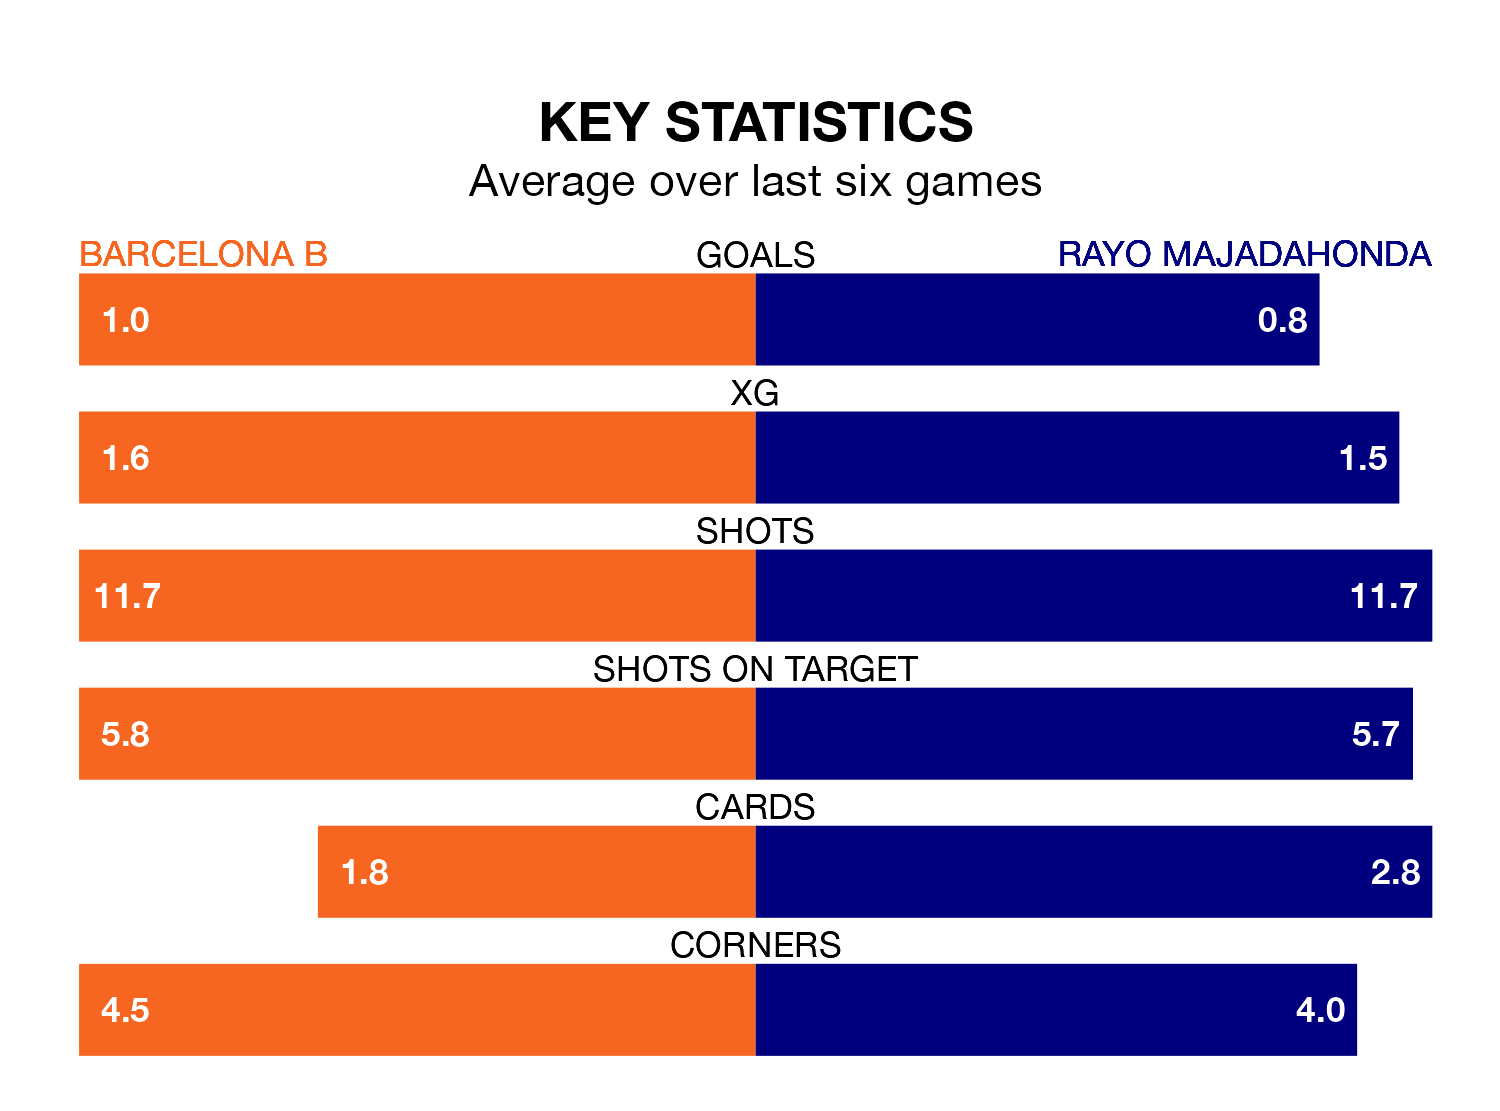 KEY STATISTICS
Average over last six games
BARCELONA B GOALS RAYO MAJADAHONDA
1.0 0.8
XG
1.6 1.5
SHOTS
11.7 11.7
SHOTS ON TARGET
5.8 5.7
CARDS
1.8 2.8
CORNERS
4.5 4.0